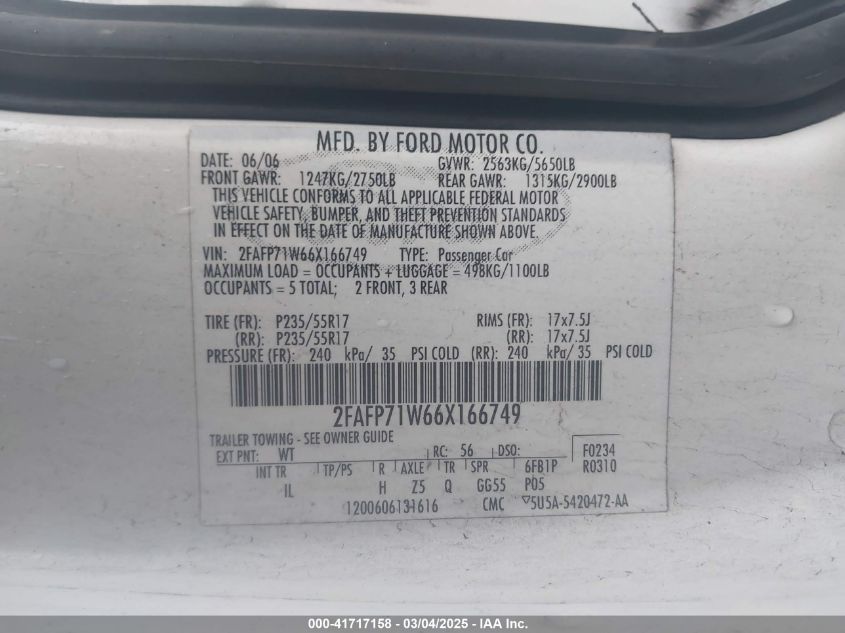 MFD. BY FORD MOTOR CO.
DATE: 06/06 GVWR: 2563KG/5650LB
FRONT GAWR: 1247KG/2750LB REAR GAWR: 1315KG/2900LB
THIS VEHICLE CONFORMS TO ALL APPLICABLE FEDERAL MOTOR
VEHICLE SAFETY, BUMPER, AND THEFT PREVENTION STANDARDS
IN EFFECT ON THE DATE OF MANUFACTURE SHOWN ABOVE.
VIN: 2FAFP71W66X166749 TYPE: Passenger Car
MAXIMUM LOAD = OCCUPANTS + LUGGAGE = 498KG/1100LB
OCCUPANTS = 5 TOTAL; 2 FRONT, 3 REAR
TIRE (FR): P235/55R17 RIMS (FR): 17x7.5J
(RR): P235/55R17 (RR): 17x7.5J
PRESSURE (FR): 240 kPa/ 35 PSI COLD (RR): 240 kPa/ 35 PSI COLD
2FAFP71W66X166749
TRAILER TOWING - SEE OWNER GUIDE
EXT PNT: WT RC: 56 DSO: F0234
INT TR TP/PS R AXLE TR SPR 6FB1P R0310
IL H Z5 Q GG55 P05
1200606131616 CMC 5U5A-5420472-AA
000-41717158 - 03/04/2025 - IAA Inc.